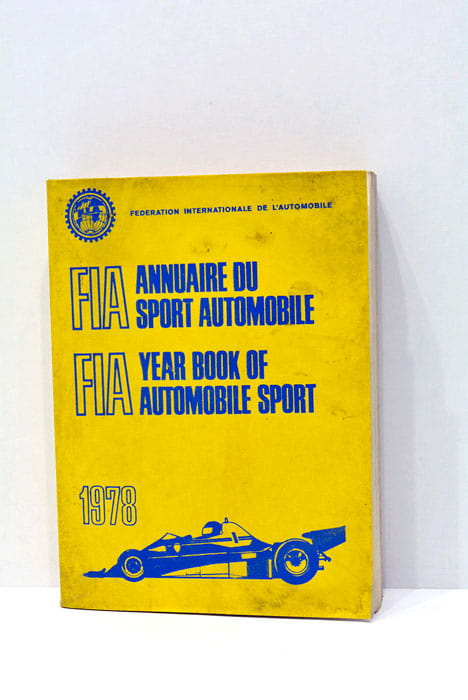 FEDERATION INTERNATIONALE DE L'AUTOMOBILE
FIA ANNUAIRE DU
SPORT AUTOMOBILE
FIA YEAR BOOK OF
AUTOMOBILE SPORT
1978